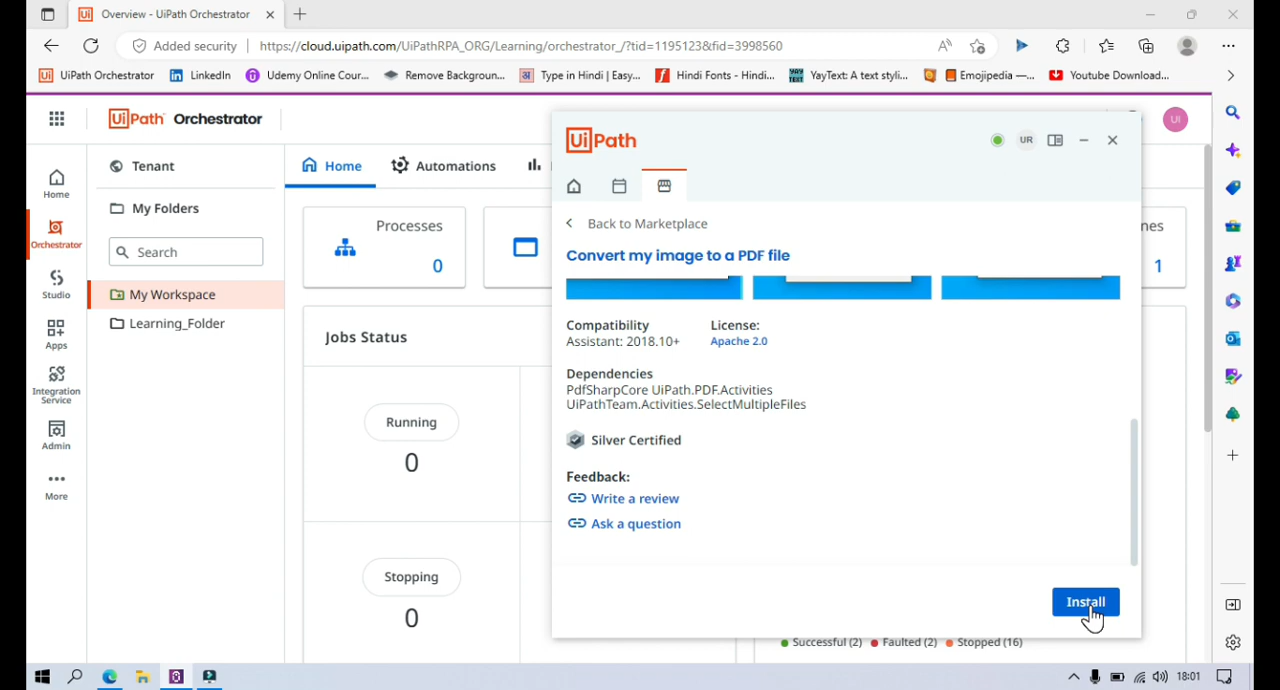 Overview - UiPath Orchestrator
Added security
https://cloud.uipath.com/UiPathRPA_ORG/Learning/orchestrator_/?tid=1195123&fid=3998560
UiPath Orchestrator
LinkedIn
Udemy Online Cour...
Remove Backgroun...
Type in Hindi | Easy...
Hindi Fonts - Hindi...
YayText: A text styli...
Emojipedia —...
Youtube Download...
UiPath Orchestrator
UI
Home
Orchestrator
Studio
Apps
Integration
Service
Admin
More
Tenant
My Folders
Search
My Workspace
Learning_Folder
Home
Automations
Processes
0
nes
1
Jobs Status
Running
0
Stopping
0
UiPath
UR
Back to Marketplace
Convert my image to a PDF file
Compatibility
Assistant: 2018.10+
License:
Apache 2.0
Dependencies
PdfSharpCore UiPath.PDF.Activities
UiPathTeam.Activities.SelectMultipleFiles
Silver Certified
Feedback:
Write a review
Ask a question
Install
Successful (2)
Faulted (2)
Stopped (16)
18:01